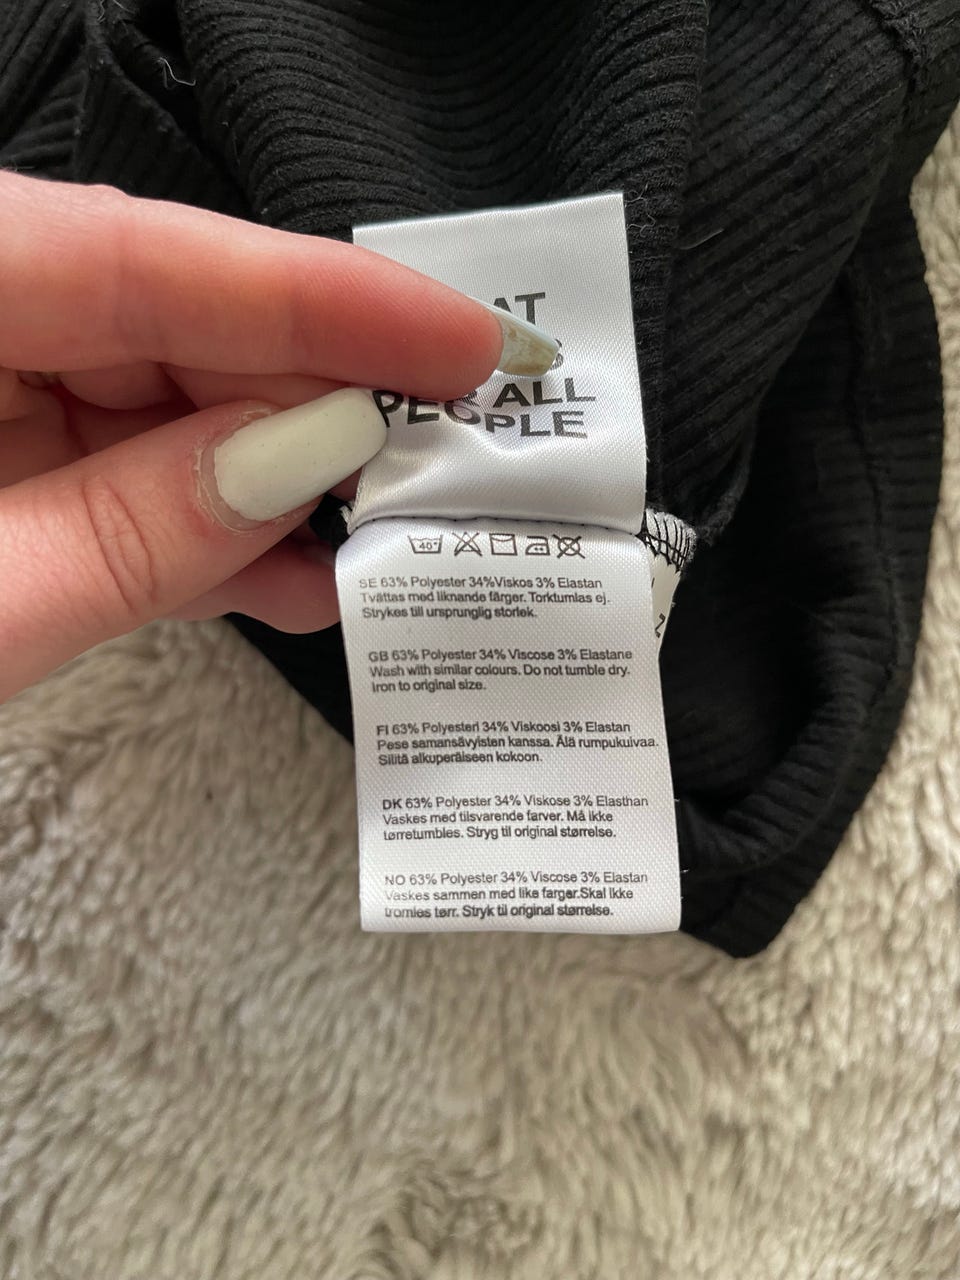 AT
ALL
PEOPLE
40°
SE 63% Polyester 34%Viskos 3% Elastan
Tvättas med liknande färger. Torktumlas ej.
Strykes till ursprunglig storlek.
GB 63% Polyester 34% Viscose 3% Elastane
Wash with similar colours. Do not tumble dry.
Iron to original size.
FI 63% Polyesteri 34% Viskoosi 3% Elastan
Pese samansävyisten kanssa. Älä rumpukuivaa.
Silitä alkuperäiseen kokoon.
DK 63% Polyester 34% Viskose 3% Elasthan
Vaskes med tilsvarende farver. Må ikke
tørretumbles. Stryg til original størrelse.
NO 63% Polyester 34% Viscose 3% Elastan
Vaskes sammen med like farger.Skal ikke
tromles tørr. Stryk til original størrelse.